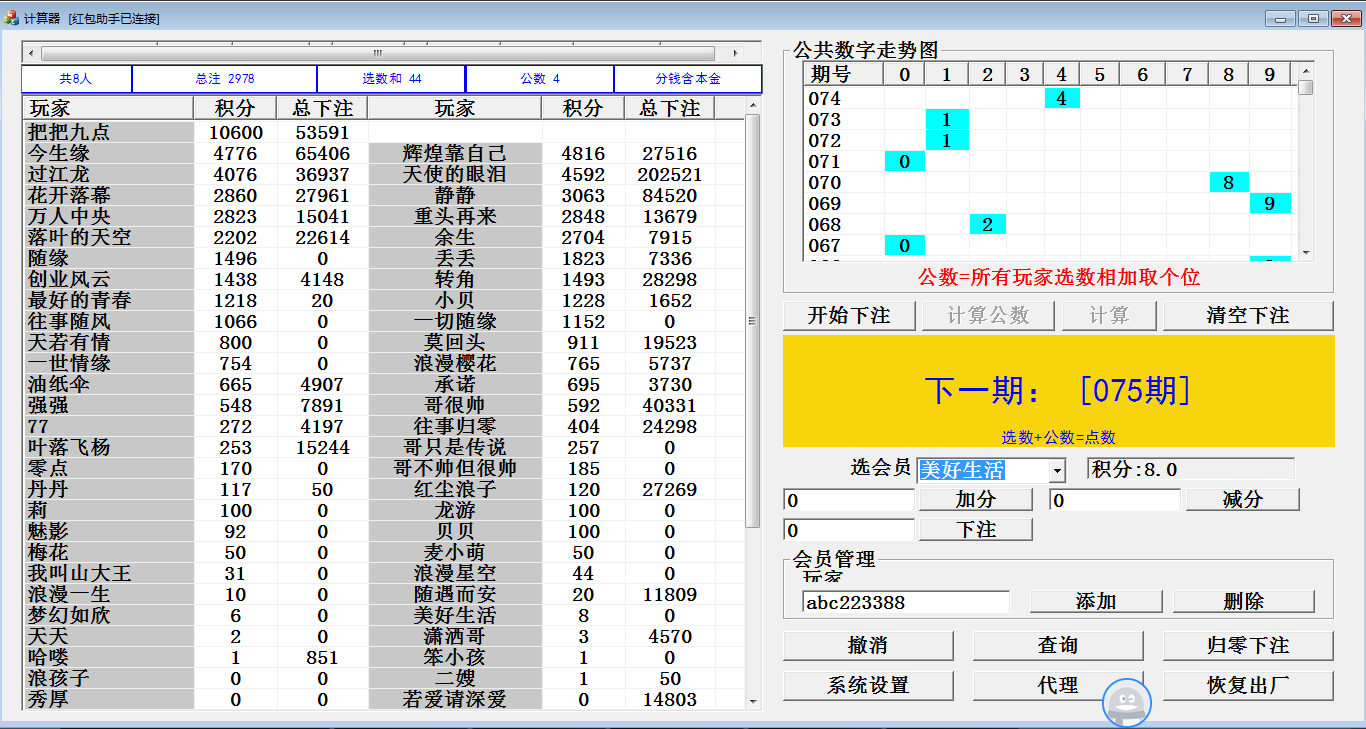 计算器 [红包助手已连接]
共8人 总注 2978 选数和 44 公数 4 分钱含本金
玩家 积分 总下注 玩家 积分 总下注
把把九点 10600 53591
今生缘 4776 65406 辉煌靠自己 4816 27516
过江龙 4076 36937 天使的眼泪 4592 202521
花开落幕 2860 27961 静静 3063 84520
万人中央 2823 15041 重头再来 2848 13679
落叶的天空 2202 22614 余生 2704 7915
随缘 1496 0 丢丢 1823 7336
创业风云 1438 4148 转角 1493 28298
最好的青春 1218 20 小贝 1228 1652
往事随风 1066 0 一切随缘 1152 0
天若有情 800 0 莫回头 911 19523
一世情缘 754 0 浪漫樱花 765 5737
油纸伞 665 4907 承诺 695 3730
强强 548 7891 哥很帅 592 40331
77 272 4197 往事归零 404 24298
叶落飞杨 253 15244 哥只是传说 257 0
零点 170 0 哥不帅但很帅 185 0
丹丹 117 50 红尘浪子 120 27269
莉 100 0 龙游 100 0
魅影 92 0 贝贝 100 0
梅花 50 0 麦小萌 50 0
我叫山大王 31 0 浪漫星空 44 0
浪漫一生 10 0 随遇而安 20 11809
梦幻如欣 6 0 美好生活 8 0
天天 2 0 潇洒哥 3 4570
哈喽 1 851 笨小孩 1 0
浪孩子 0 0 二嫂 1 50
秀厚 0 0 若爱请深爱 0 14803
公共数字走势图
期号 0 1 2 3 4 5 6 7 8 9
074 4
073 1
072 1
071 0
070 8
069 9
068 2
067 0
公数=所有玩家选数相加取个位
开始下注 计算公数 计算 清空下注
下一期： [075期]
选数+公数=点数
选会员 美好生活 积分:8.0
0 加分 0 减分
0 下注
会员管理
玩家
abc223388 添加 删除
撤消 查询 归零下注
系统设置 代理 恢复出厂